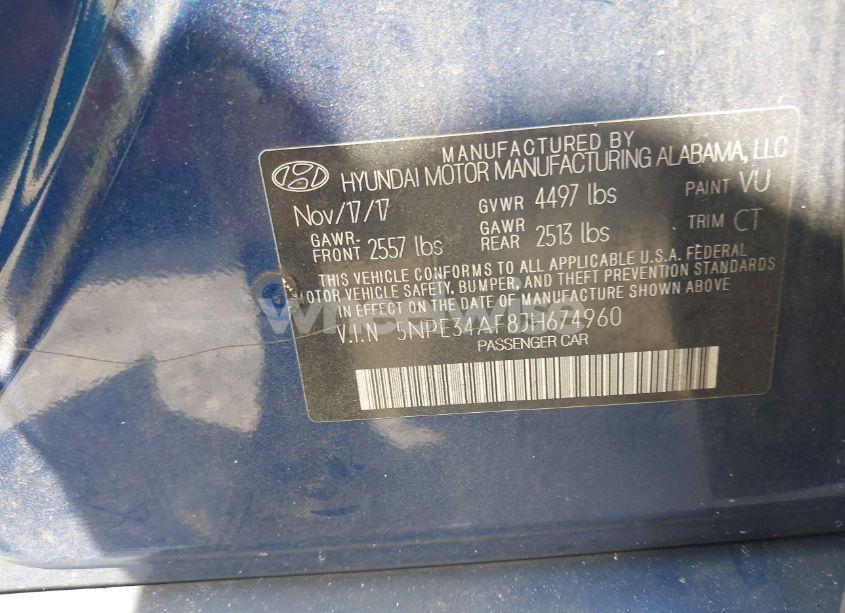 MANUFACTURED BY
HYUNDAI MOTOR MANUFACTURING ALABAMA, LLC
Nov/17/17 GVWR 4497 lbs PAINT VU
GAWR-FRONT 2557 lbs GAWR REAR 2513 lbs TRIM CT
THIS VEHICLE CONFORMS TO ALL APPLICABLE U.S.A. FEDERAL
MOTOR VEHICLE SAFETY, BUMPER, AND THEFT PREVENTION STANDARDS
IN EFFECT ON THE DATE OF MANUFACTURE SHOWN ABOVE
V.I.N 5NPE34AF8JH674960
PASSENGER CAR